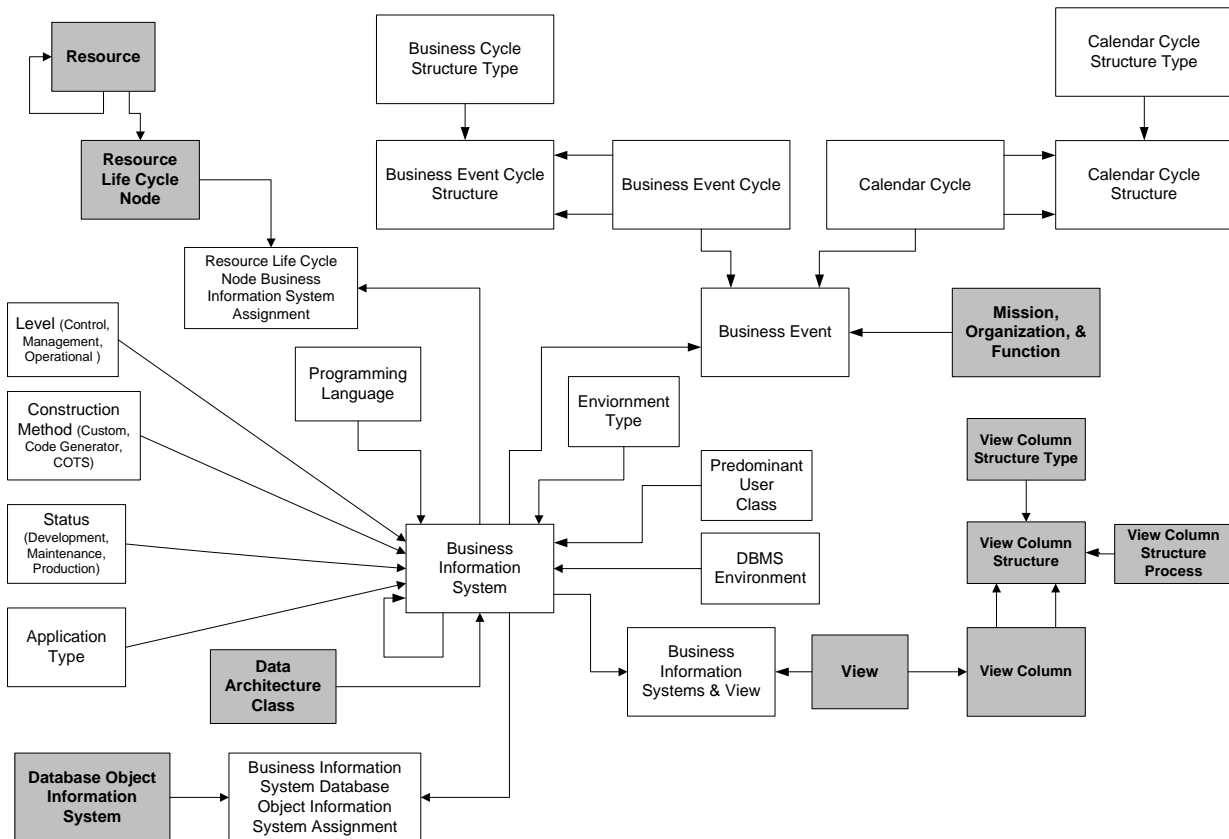 Resource
Business Cycle
Structure Type
Calendar Cycle
Structure Type
Resource
Life Cycle
Node
Business Event Cycle
Structure
Business Event Cycle
Calendar Cycle
Calendar Cycle
Structure
Resource Life Cycle
Node Business
Information System
Assignment
Business Event
Mission,
Organization, &
Function
Level (Control,
Management,
Operational )
Programming
Language
Enviornment
Type
Construction
Method (Custom,
Code Generator,
COTS)
View Column
Structure Type
Predominant
User
Class
Status
(Development,
Maintenance,
Production)
Business
Information
System
DBMS
Environment
View Column
Structure
View Column
Structure
Process
Application
Type
Data
Architecture
Class
Business
Information
Systems & View
View
View Column
Database Object
Information
System
Business Information
System Database
Object Information
System Assignment